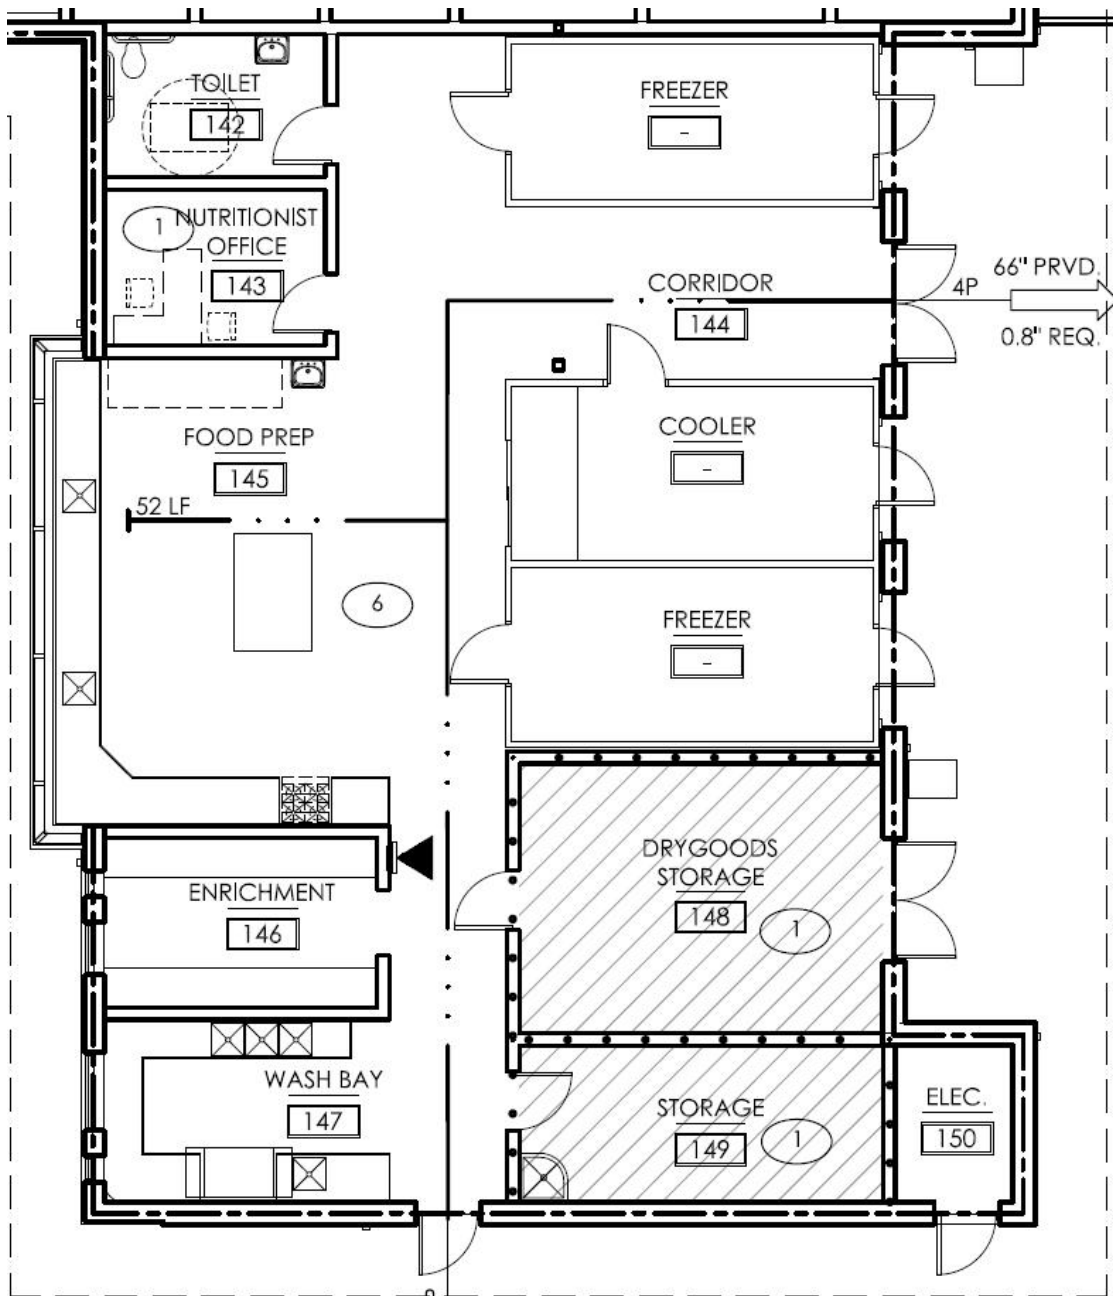 TOILET
142
FREEZER
-
1
NUTRITIONIST
OFFICE
143
CORRIDOR
144
4P
66" PRVD.
0.8" REQ.
FOOD PREP
145
COOLER
-
52 LF
6
FREEZER
-
DRYGOODS
STORAGE
148
1
ENRICHMENT
146
WASH BAY
147
STORAGE
149
1
ELEC.
150